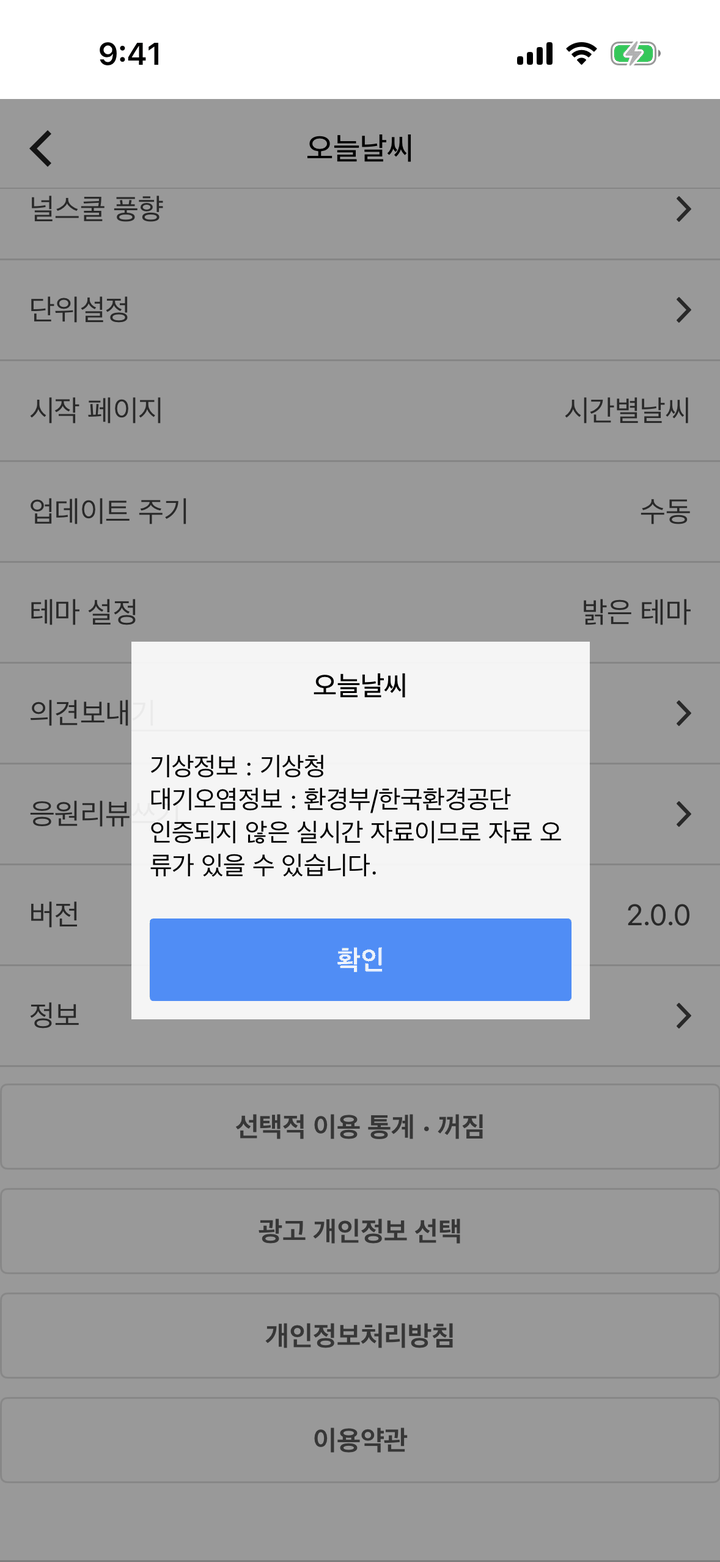 9:41
오늘날씨
널스쿨 풍향
단위설정
시작 페이지 시간별날씨
업데이트 주기 수동
테마 설정 밝은 테마
의견보내기
응원리뷰쓰기
버전 2.0.0
정보
오늘날씨
기상정보 : 기상청
대기오염정보 : 환경부/한국환경공단
인증되지 않은 실시간 자료이므로 자료 오
류가 있을 수 있습니다.
확인
선택적 이용 통계 · 꺼짐
광고 개인정보 선택
개인정보처리방침
이용약관